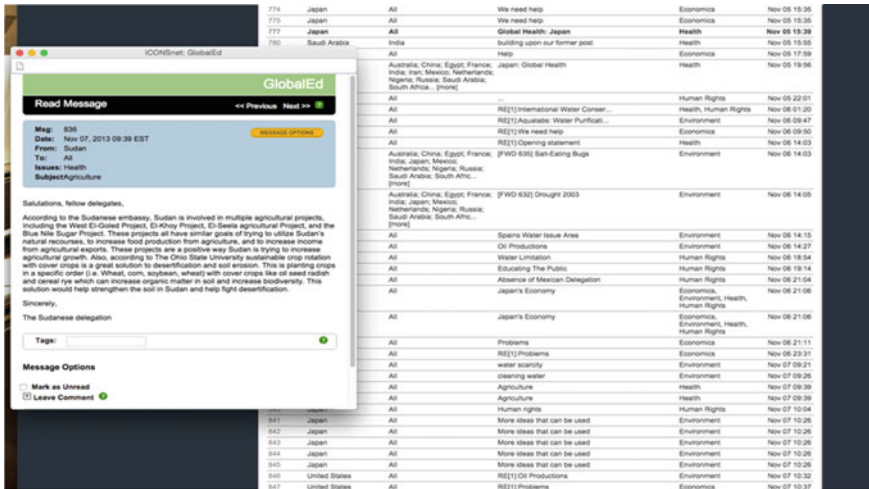 ICONSnet: GlobalEd
GlobalEd
Read Message << Previous Next >> ?
Msg: 836
Date: Nov 07, 2013 09:39 EST
From: Sudan
To: All
Issues: Health
SubjectAgriculture
MESSAGE OPTIONS
Salutations, fellow delegates,
According to the Sudanese embassy, Sudan is involved in multiple agricultural projects,
Including the West El-Goled Project, El-Khoy Project, El-Seela agricultural Project, and the
Blue Nile Sugar Project. These projects all have similar goals of trying to utilize Sudan's
natural recourses, to increase food production from agriculture, and to increase income
from agricultural exports. These projects are a positive way Sudan is trying to increase
agricultural growth. Also, according to The Ohio State University sustainable crop rotation
with cover crops is a great solution to desertification and soil erosion. This is planting crops
in a specific order (i.e. Wheat, corn, soybean, wheat) with cover crops like oil seed radish
and cereal rye which can increase organic matter in soil and increase biodiversity. This
solution would help strengthen the soil in Sudan and help fight desertification.
Sincerely,
The Sudanese delegation
Tags: ?
Message Options
Mark as Unread
Leave Comment ?
774 Japan All We need help Economics Nov 05 15:35
775 Japan All We need help Economics Nov 05 15:35
777 Japan All Global Health: Japan Health Nov 05 15:39
780 Saudi Arabia India building upon our former post Health Nov 05 15:55
All Help Economics Nov 05 17:59
Australia; China; Egypt; France; Japan: Global Health Health Nov 05 19:56
India; Iran; Mexico; Netherlands;
Nigeria; Russia; Saudi Arabia;
South Africa... [more]
All ... Human Rights Nov 05 22:01
All RE[1]:International Water Conser... Health, Human Rights Nov 06 01:20
All RE[1]:Aqualabs: Water Purificati... Environment Nov 06 09:47
All RE[1]:We need help Economics Nov 06 09:50
All RE[1]:Opening statement Health Nov 06 14:03
Australia; China; Egypt; France; [FWD 635] Salt-Eating Bugs Environment Nov 06 14:03
India; Japan; Mexico;
Netherlands; Nigeria; Russia;
Saudi Arabia; South Afric...
[more]
Australia; China; Egypt; France; [FWD 632] Drought 2003 Environment Nov 06 14:05
India; Japan; Mexico;
Netherlands; Nigeria; Russia;
Saudi Arabia; South Afric...
[more]
All Spains Water Issue Area Environment Nov 06 14:15
All Oil Productions Environment Nov 06 14:27
All Water Limitation Human Rights Nov 06 18:54
All Educating The Public Human Rights Nov 06 19:14
All Absence of Mexican Delegation Human Rights Nov 06 21:04
All Japan's Economy Economics, Nov 06 21:06
Environment, Health,
Human Rights
All Japan's Economy Economics, Nov 06 21:06
Environment, Health,
Human Rights
All Problems Economics Nov 06 21:11
All RE[1]:Problems Economics Nov 06 23:31
All water scarcity Environment Nov 07 09:21
All cleaning water Environment Nov 07 09:26
All Agriculture Health Nov 07 09:39
All Agriculture Health Nov 07 09:39
Japan All Human rights Human Rights Nov 07 10:04
841 Japan All More ideas that can be used Environment Nov 07 10:26
842 Japan All More ideas that can be used Environment Nov 07 10:26
843 Japan All More ideas that can be used Environment Nov 07 10:26
844 Japan All More ideas that can be used Environment Nov 07 10:26
845 Japan All More ideas that can be used Environment Nov 07 10:26
846 United States All RE[1]:Oil Productions Environment Nov 07 10:32
847 United States All RE[1]:Problems Economics Nov 07 10:37